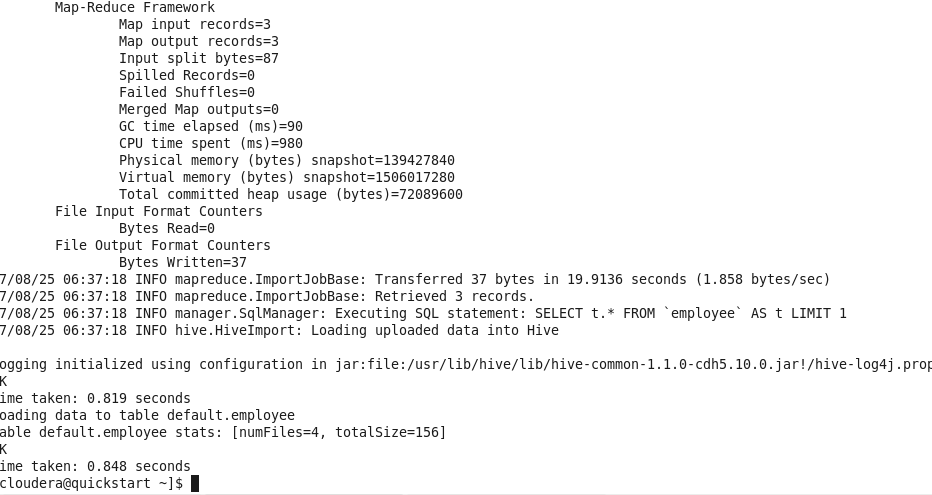 Map-Reduce Framework
Map input records=3
Map output records=3
Input split bytes=87
Spilled Records=0
Failed Shuffles=0
Merged Map outputs=0
GC time elapsed (ms)=90
CPU time spent (ms)=980
Physical memory (bytes) snapshot=139427840
Virtual memory (bytes) snapshot=1506017280
Total committed heap usage (bytes)=72089600
File Input Format Counters
Bytes Read=0
File Output Format Counters
Bytes Written=37
7/08/25 06:37:18 INFO mapreduce.ImportJobBase: Transferred 37 bytes in 19.9136 seconds (1.858 bytes/sec)
7/08/25 06:37:18 INFO mapreduce.ImportJobBase: Retrieved 3 records.
7/08/25 06:37:18 INFO manager.SqlManager: Executing SQL statement: SELECT t.* FROM `employee` AS t LIMIT 1
7/08/25 06:37:18 INFO hive.HiveImport: Loading uploaded data into Hive
ogging initialized using configuration in jar:file:/usr/lib/hive/lib/hive-common-1.1.0-cdh5.10.0.jar!/hive-log4j.prop
K
ime taken: 0.819 seconds
oading data to table default.employee
able default.employee stats: [numFiles=4, totalSize=156]
K
ime taken: 0.848 seconds
cloudera@quickstart ~]$